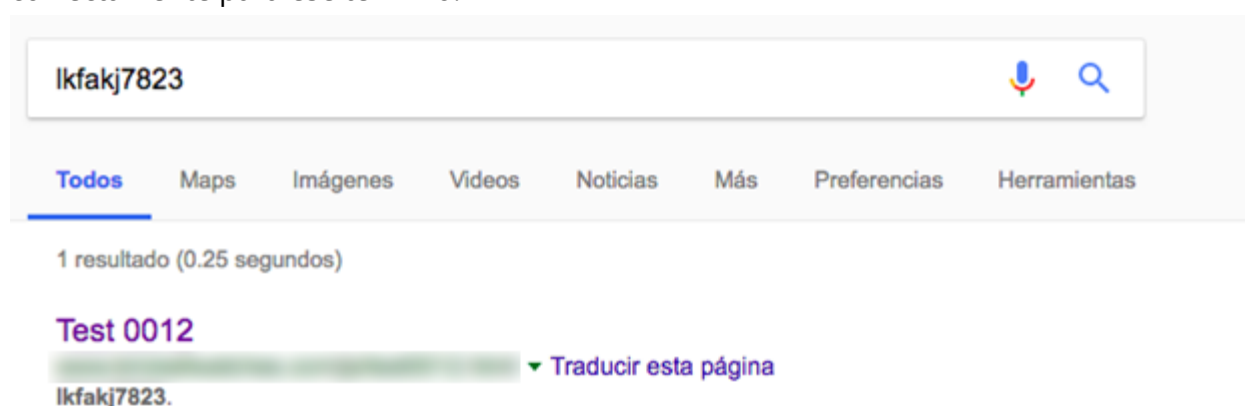 lkfakj7823
Todos Maps Imágenes Videos Noticias Más Preferencias Herramientas
1 resultado (0.25 segundos)
Test 0012
Traducir esta página
lkfakj7823.